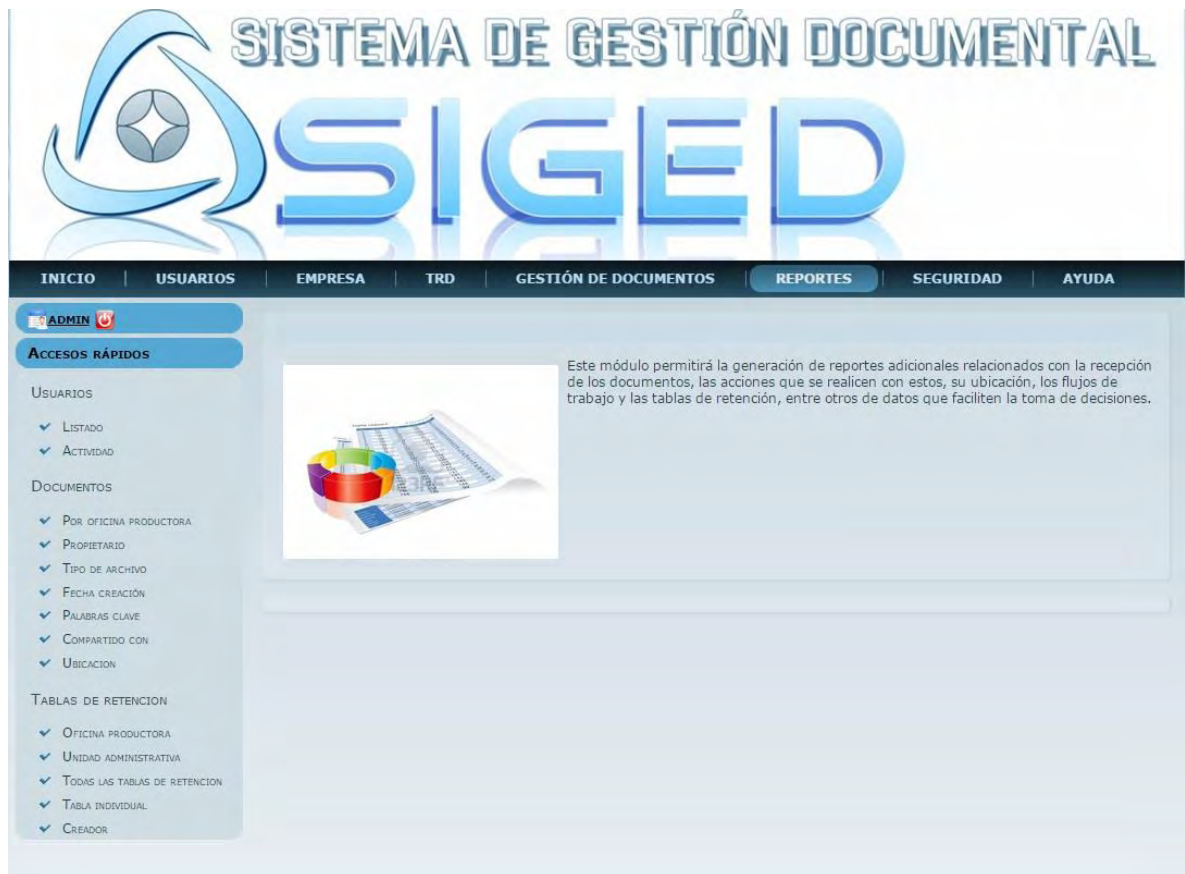 SISTEMA DE GESTIÓN DOCUMENTAL
SIGED
INICIO | USUARIOS | EMPRESA | TRD | GESTIÓN DE DOCUMENTOS | REPORTES | SEGURIDAD | AYUDA
ADMIN
ACCESOS RÁPIDOS
USUARIOS
LISTADO
ACTIVIDAD
DOCUMENTOS
POR OFICINA PRODUCTORA
PROPIETARIO
TIPO DE ARCHIVO
FECHA CREACIÓN
PALABRAS CLAVE
COMPARTIDO CON
UBICACION
TABLAS DE RETENCION
OFICINA PRODUCTORA
UNIDAD ADMINISTRATIVA
TODAS LAS TABLAS DE RETENCION
TABLA INDIVIDUAL
CREADOR
Este módulo permitirá la generación de reportes adicionales relacionados con la recepción
de los documentos, las acciones que se realicen con estos, su ubicación, los flujos de
trabajo y las tablas de retención, entre otros de datos que faciliten la toma de decisiones.